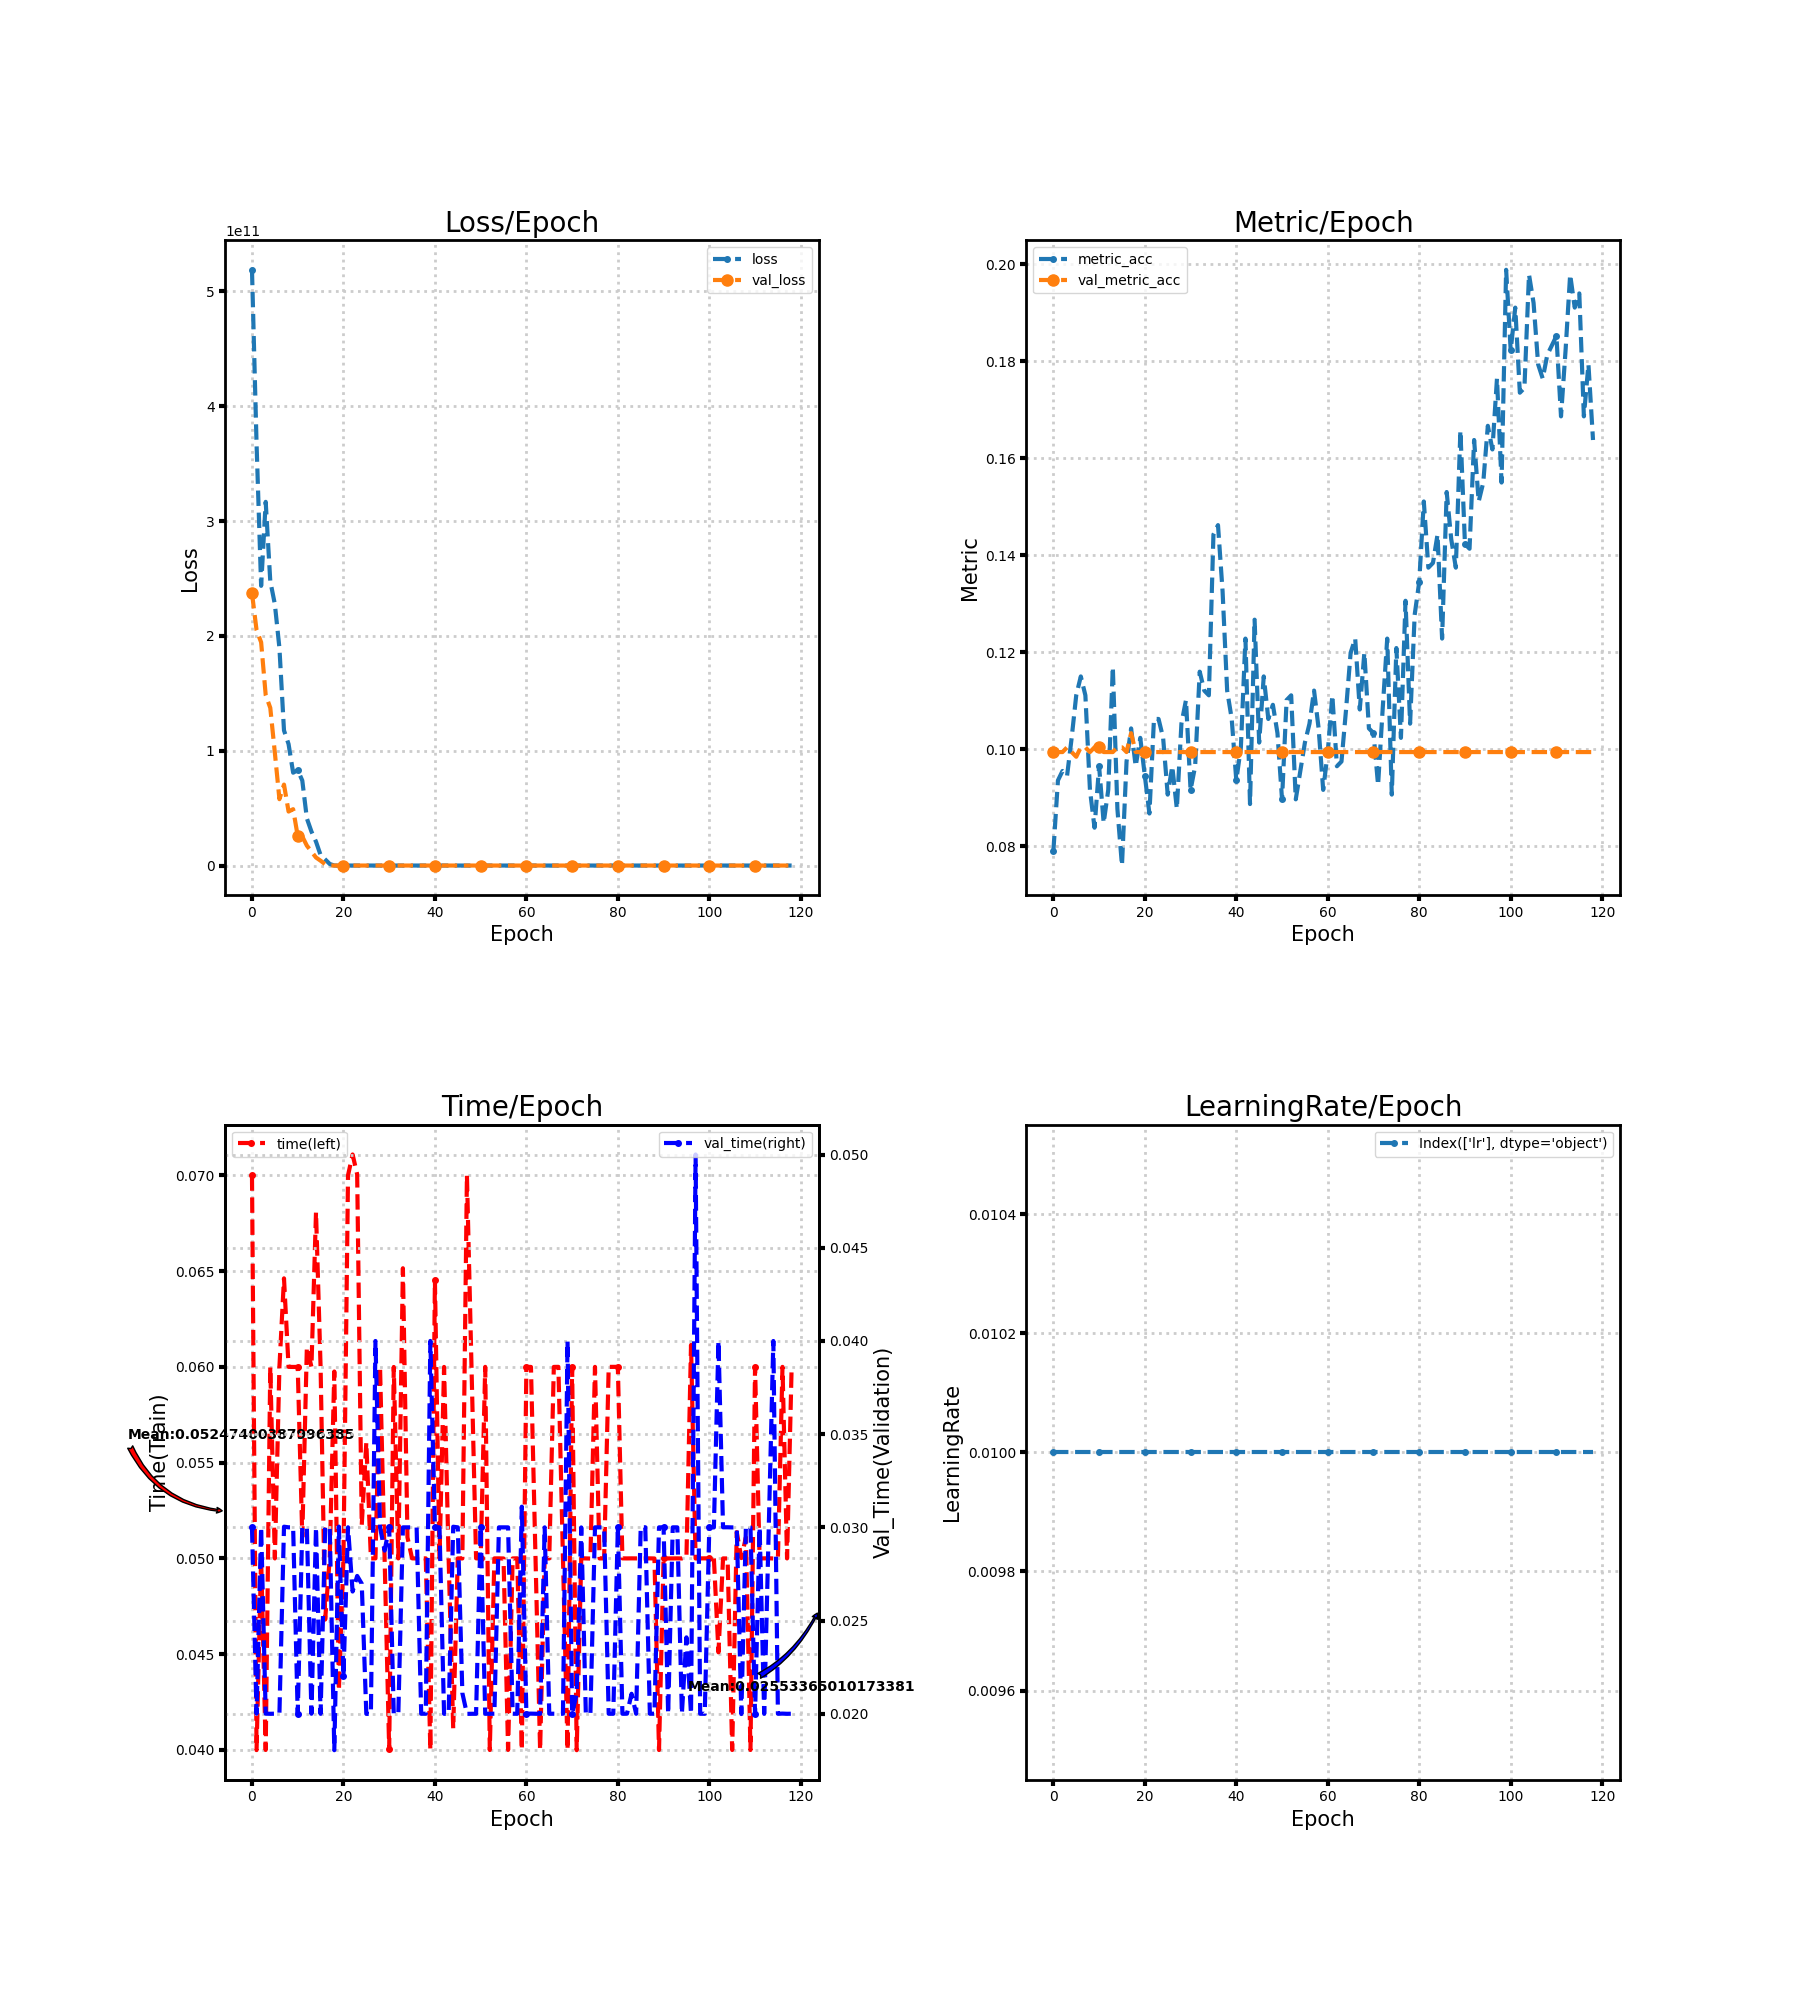 Loss/Epoch
1e11
loss
val_loss
5
4
3
2
1
0
Loss
0 20 40 60 80 100 120
Epoch
Metric/Epoch
metric_acc
val_metric_acc
0.20
0.18
0.16
0.14
0.12
0.10
0.08
Metric
0 20 40 60 80 100 120
Epoch
Time/Epoch
time(left)
val_time(right)
0.070
0.065
0.060
0.055
0.050
0.045
0.040
Time(Train)
0.050
0.045
0.040
0.035
0.030
0.025
0.020
Val_Time(Validation)
Mean:0.02553365010173381
0 20 40 60 80 100 120
Epoch
LearningRate/Epoch
Index(['lr'], dtype='object')
0.0104
0.0102
0.0100
0.0098
0.0096
LearningRate
0 20 40 60 80 100 120
Epoch